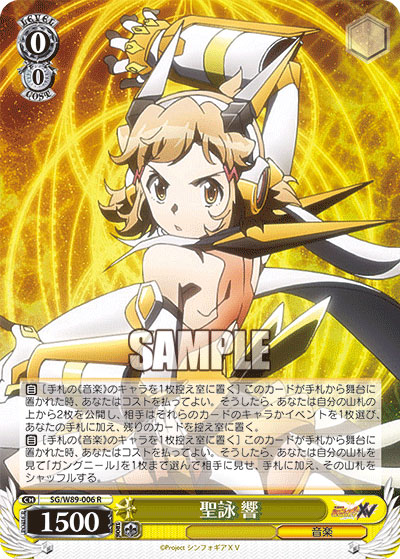 LEVEL
0
0
COST
SAMPLE
自［手札の《音楽》のキャラを1枚控え室に置く］このカードが手札から舞台に
置かれた時、あなたはコストを払ってよい。そうしたら、あなたは自分の山札の
上から2枚を公開し、相手はそれらのカードのキャラかイベントを1枚選び、
あなたの手札に加え、残りのカードを控え室に置く。
自［手札の《音楽》のキャラを1枚控え室に置く］このカードが手札から舞台に
置かれた時、あなたはコストを払ってよい。そうしたら、あなたは自分の山札を
見て「ガングニール」を1枚まで選んで相手に見せ、手札に加え、その山札を
シャッフルする。
CH SG/W89-006 R
1500
聖詠 響
XV
音楽
©Project シンフォギアXV